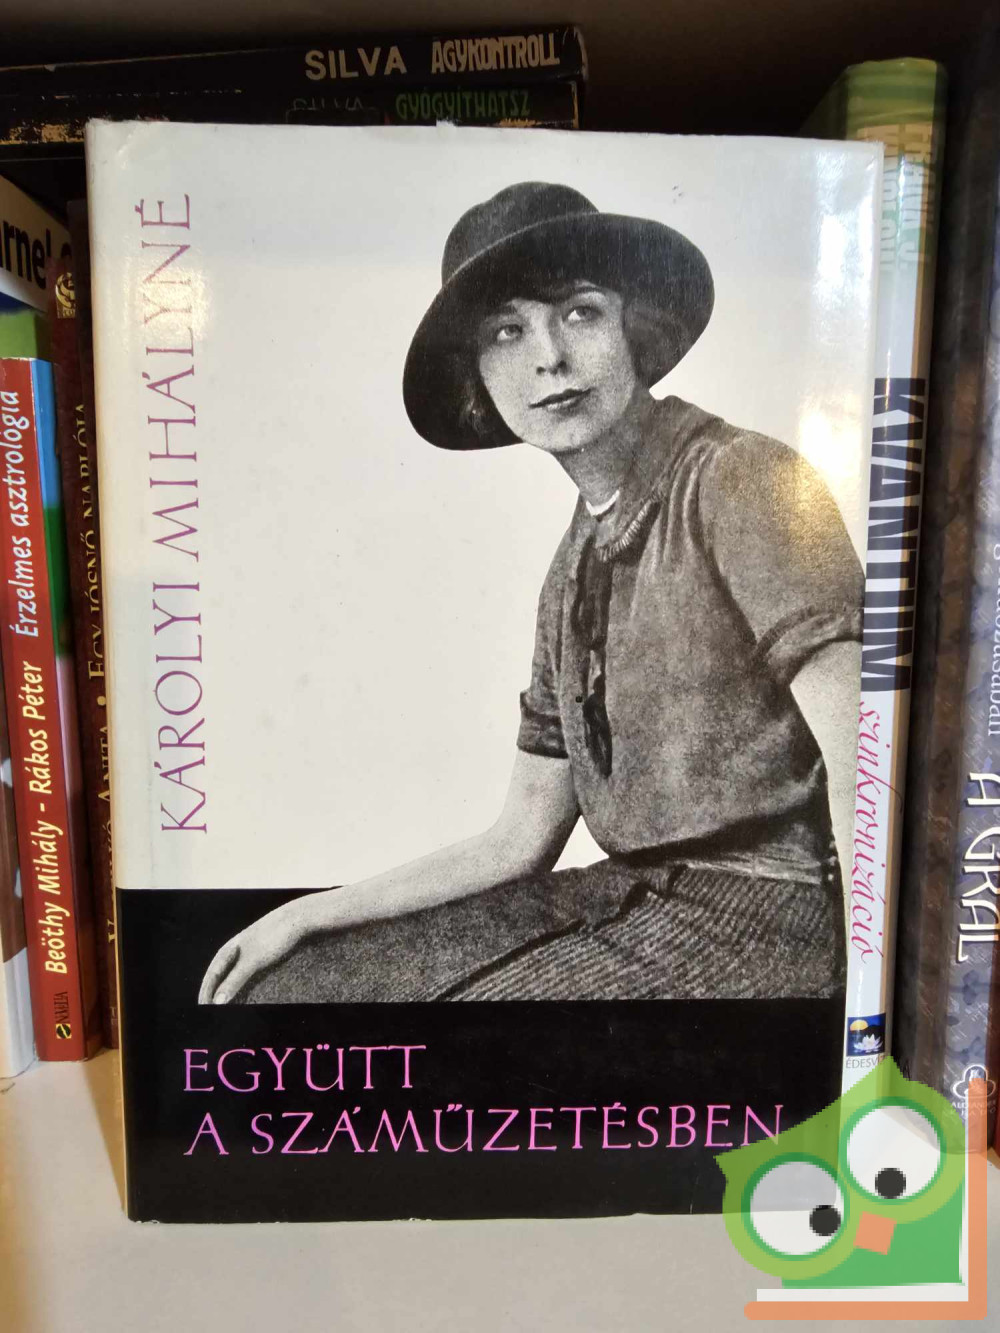 SILVA AGYKONTROLL
GYÓGYÍTHATSZ
KÁROLYI MIHÁLYNÉ
EGYÜTT
A SZÁMŰZETÉSBEN
Beöthy Mihály - Rákos Péter Érzelmes asztrológia
ANITA • EGY JÓSNŐ NAPLÓJA
KVANTUM
szinkronizáció
A GRÁL